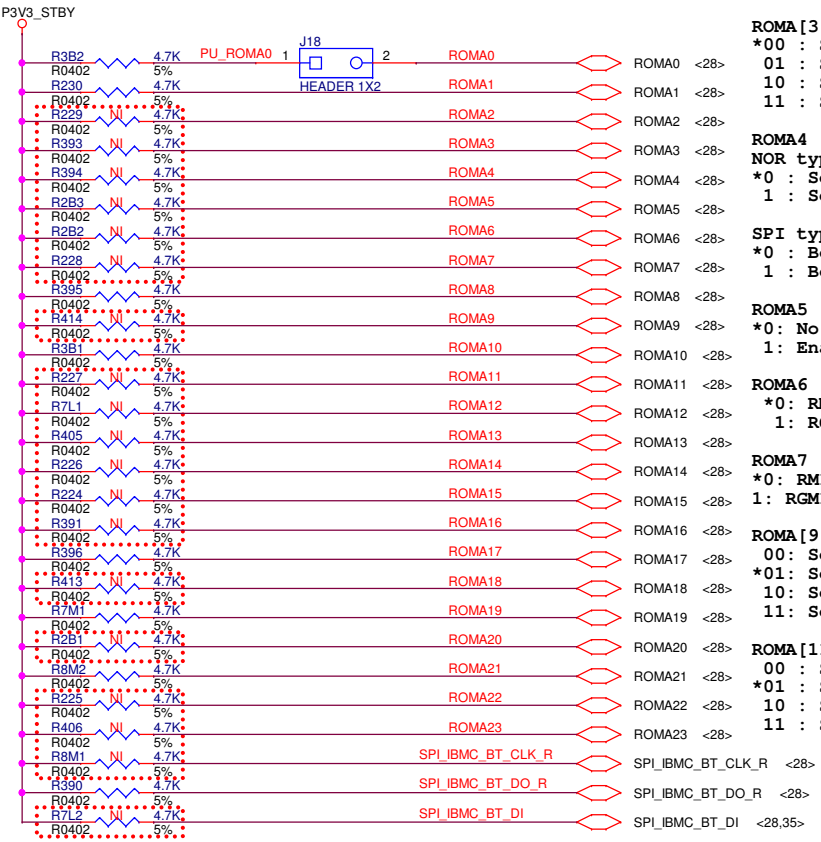 P3V3_STBY
R3B2 4.7K PU_ROMA0 1 J18 2 ROMA0 ROMA0 <28>
R0402 5% HEADER 1X2
R230 4.7K ROMA1 ROMA1 <28>
R0402 5%
R229 NI 4.7K ROMA2 ROMA2 <28>
R0402 5%
R393 NI 4.7K ROMA3 ROMA3 <28>
R0402 5%
R394 NI 4.7K ROMA4 ROMA4 <28>
R0402 5%
R2B3 NI 4.7K ROMA5 ROMA5 <28>
R0402 5%
R2B2 NI 4.7K ROMA6 ROMA6 <28>
R0402 5%
R228 NI 4.7K ROMA7 ROMA7 <28>
R0402 5%
R395 4.7K ROMA8 ROMA8 <28>
R0402 5%
R414 NI 4.7K ROMA9 ROMA9 <28>
R0402 5%
R3B1 4.7K ROMA10 ROMA10 <28>
R0402 5%
R227 NI 4.7K ROMA11 ROMA11 <28>
R0402 5%
R7L1 NI 4.7K ROMA12 ROMA12 <28>
R0402 5%
R405 NI 4.7K ROMA13 ROMA13 <28>
R0402 5%
R226 NI 4.7K ROMA14 ROMA14 <28>
R0402 5%
R224 NI 4.7K ROMA15 ROMA15 <28>
R0402 5%
R391 NI 4.7K ROMA16 ROMA16 <28>
R0402 5%
R396 4.7K ROMA17 ROMA17 <28>
R0402 5%
R413 NI 4.7K ROMA18 ROMA18 <28>
R0402 5%
R7M1 4.7K ROMA19 ROMA19 <28>
R0402 5%
R2B1 NI 4.7K ROMA20 ROMA20 <28>
R0402 5%
R8M2 4.7K ROMA21 ROMA21 <28>
R0402 5%
R225 NI 4.7K ROMA22 ROMA22 <28>
R0402 5%
R406 NI 4.7K ROMA23 ROMA23 <28>
R0402 5%
R8M1 NI 4.7K SPI_IBMC_BT_CLK_R SPI_IBMC_BT_CLK_R <28>
R0402 5%
R390 4.7K SPI_IBMC_BT_DO_R SPI_IBMC_BT_DO_R <28>
R0402 5%
R7L2 NI 4.7K SPI_IBMC_BT_DI SPI_IBMC_BT_DI <28,35>
R0402 5%
ROMA[3
*00 :
01 :
10 :
11 :
ROMA4
NOR ty
*0 :
1 :
SPI ty
*0 :
1 :
ROMA5
*0: No
1: En
ROMA6
*0:
1:
ROMA7
*0: RM
1: RGM
ROMA[9
00:
*01:
10:
11:
ROMA[1
00 :
*01 :
10 :
11 :